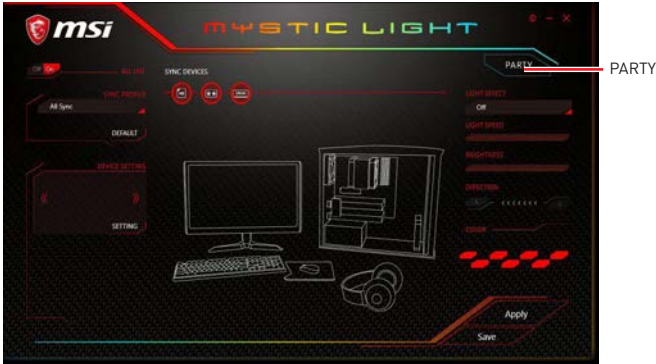 msi
MYSTIC LIGHT
PARTY
PARTY
Off
On
ALL LED
SYNC DEVICES
SYNC PROFILE
All Sync
DEFAULT
LIGHT EFFECT
Off
LIGHT SPEED
BRIGHTNESS
DEVICE SETTING
SETTING
DIRECTION
COLOR
Apply
Save